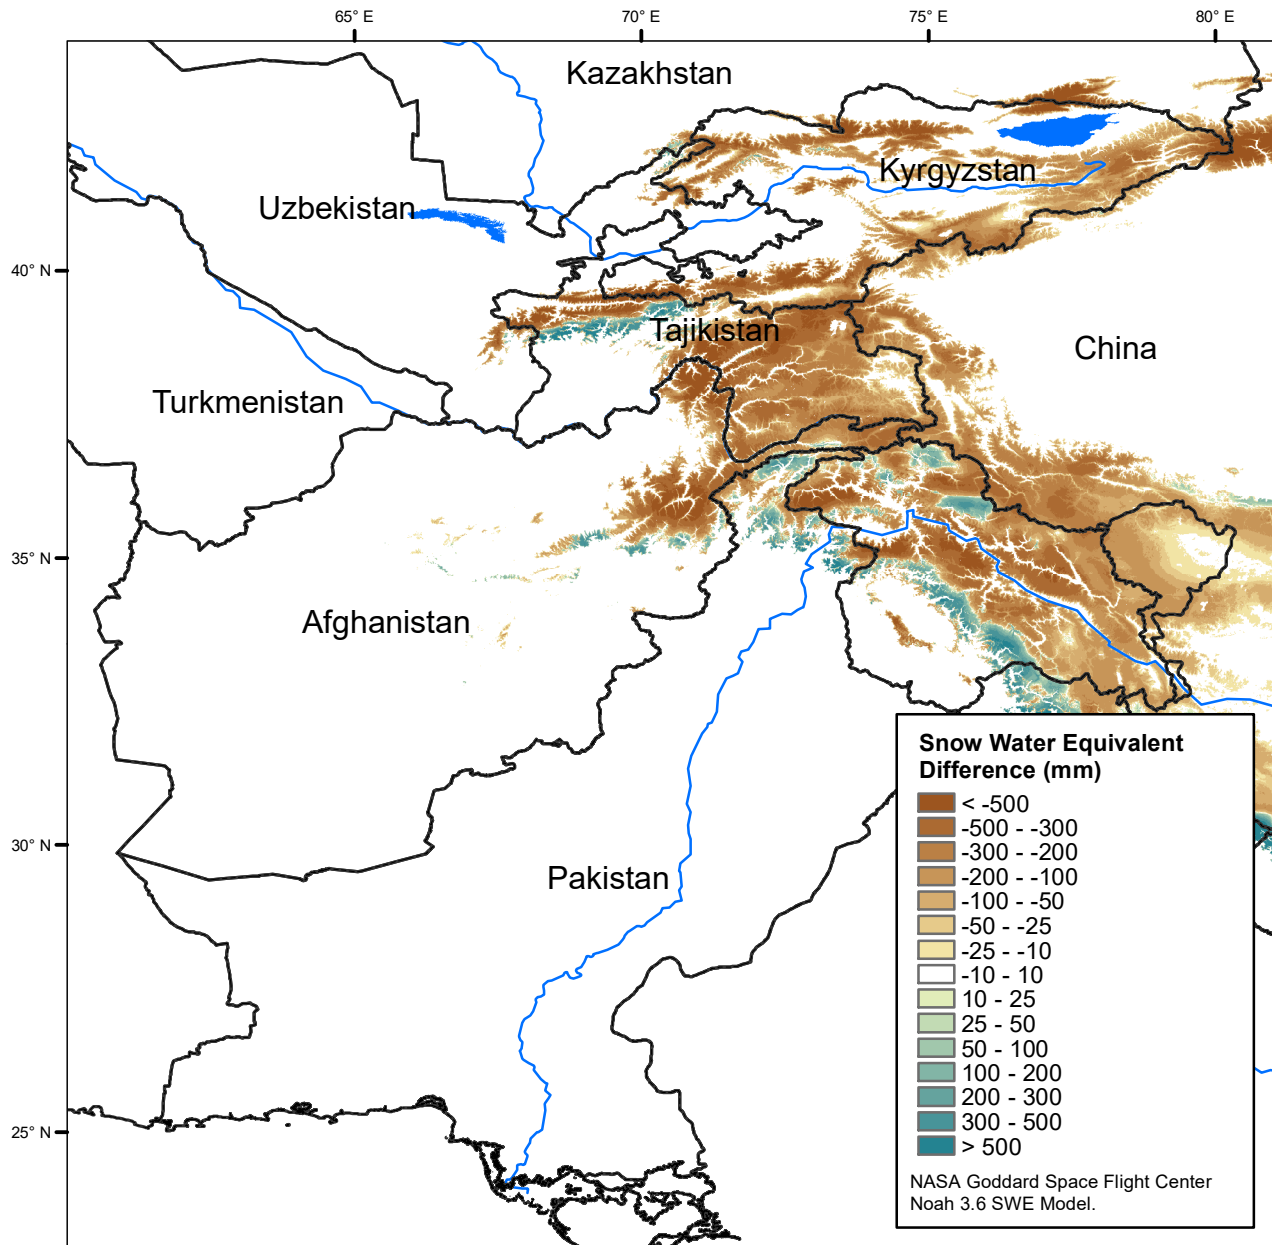 65° E
70° E
75° E
80° E
Kazakhstan
Kyrgyzstan
Uzbekistan
40° N
Tajikistan
China
Turkmenistan
35° N
Afghanistan
30° N
Pakistan
25° N
Snow Water Equivalent
Difference (mm)
< -500
-500 - -300
-300 - -200
-200 - -100
-100 - -50
-50 - -25
-25 - -10
-10 - 10
10 - 25
25 - 50
50 - 100
100 - 200
200 - 300
300 - 500
> 500
NASA Goddard Space Flight Center
Noah 3.6 SWE Model.